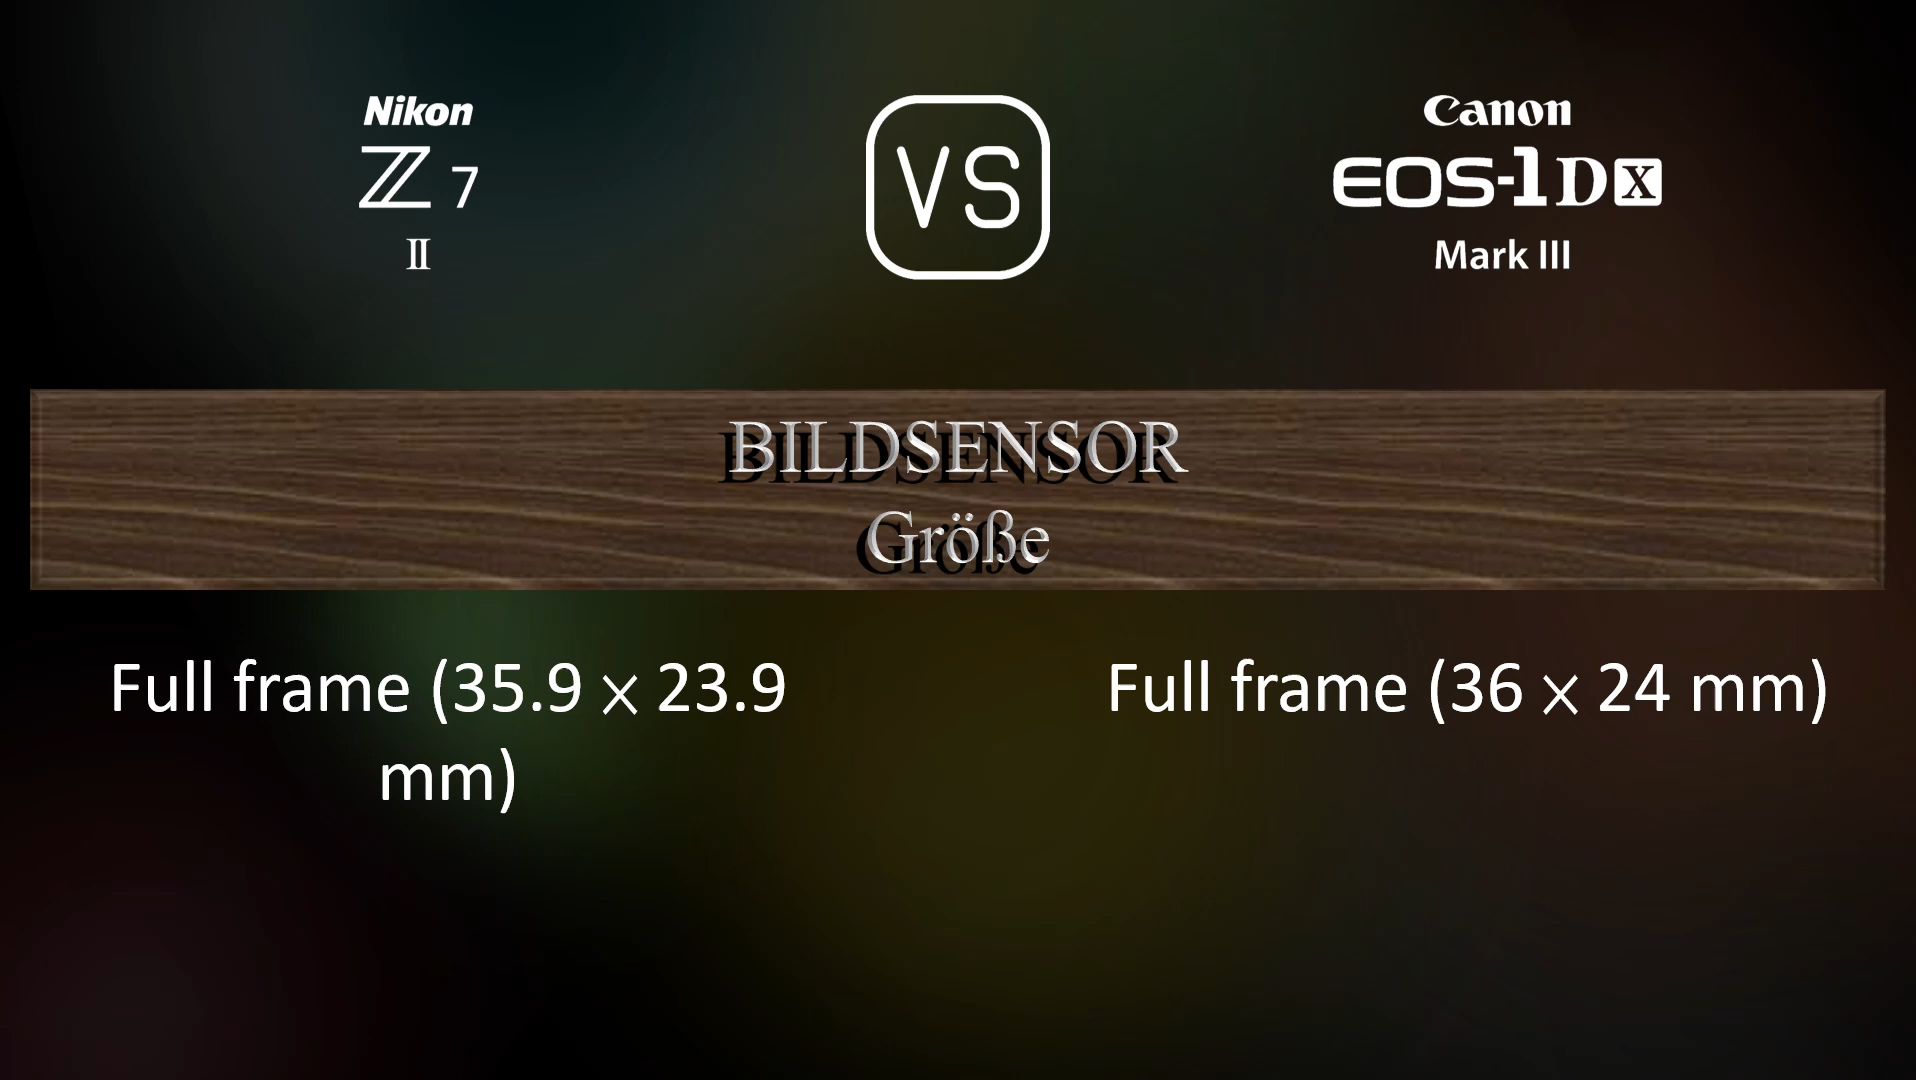 Nikon
Z 7
II
VS
Canon
EOS-1 D X
Mark III
BILDSENSOR
Größe
Full frame (35.9 x 23.9
mm)
Full frame (36 x 24 mm)